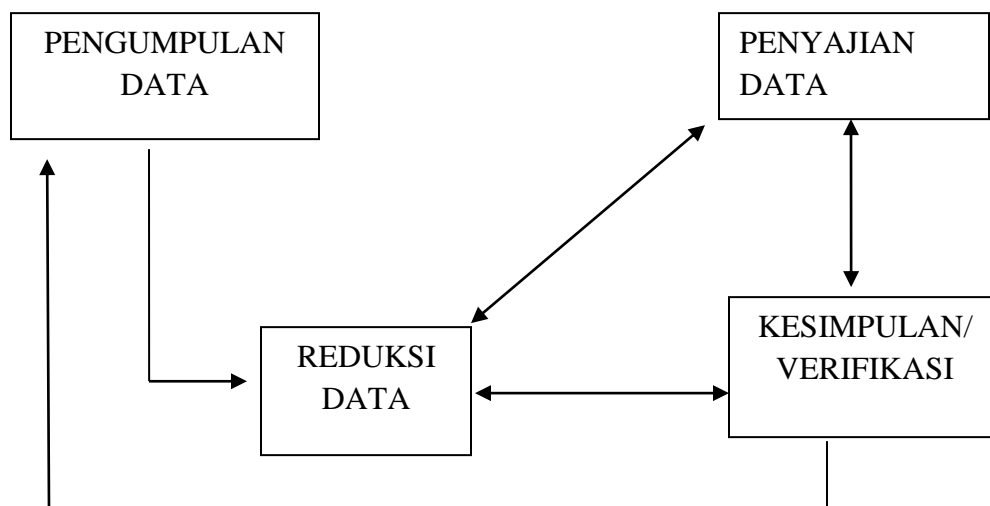 PENGUMPULAN
DATA
PENYAJIAN
DATA
REDUKSI
DATA
KESIMPULAN/
VERIFIKASI